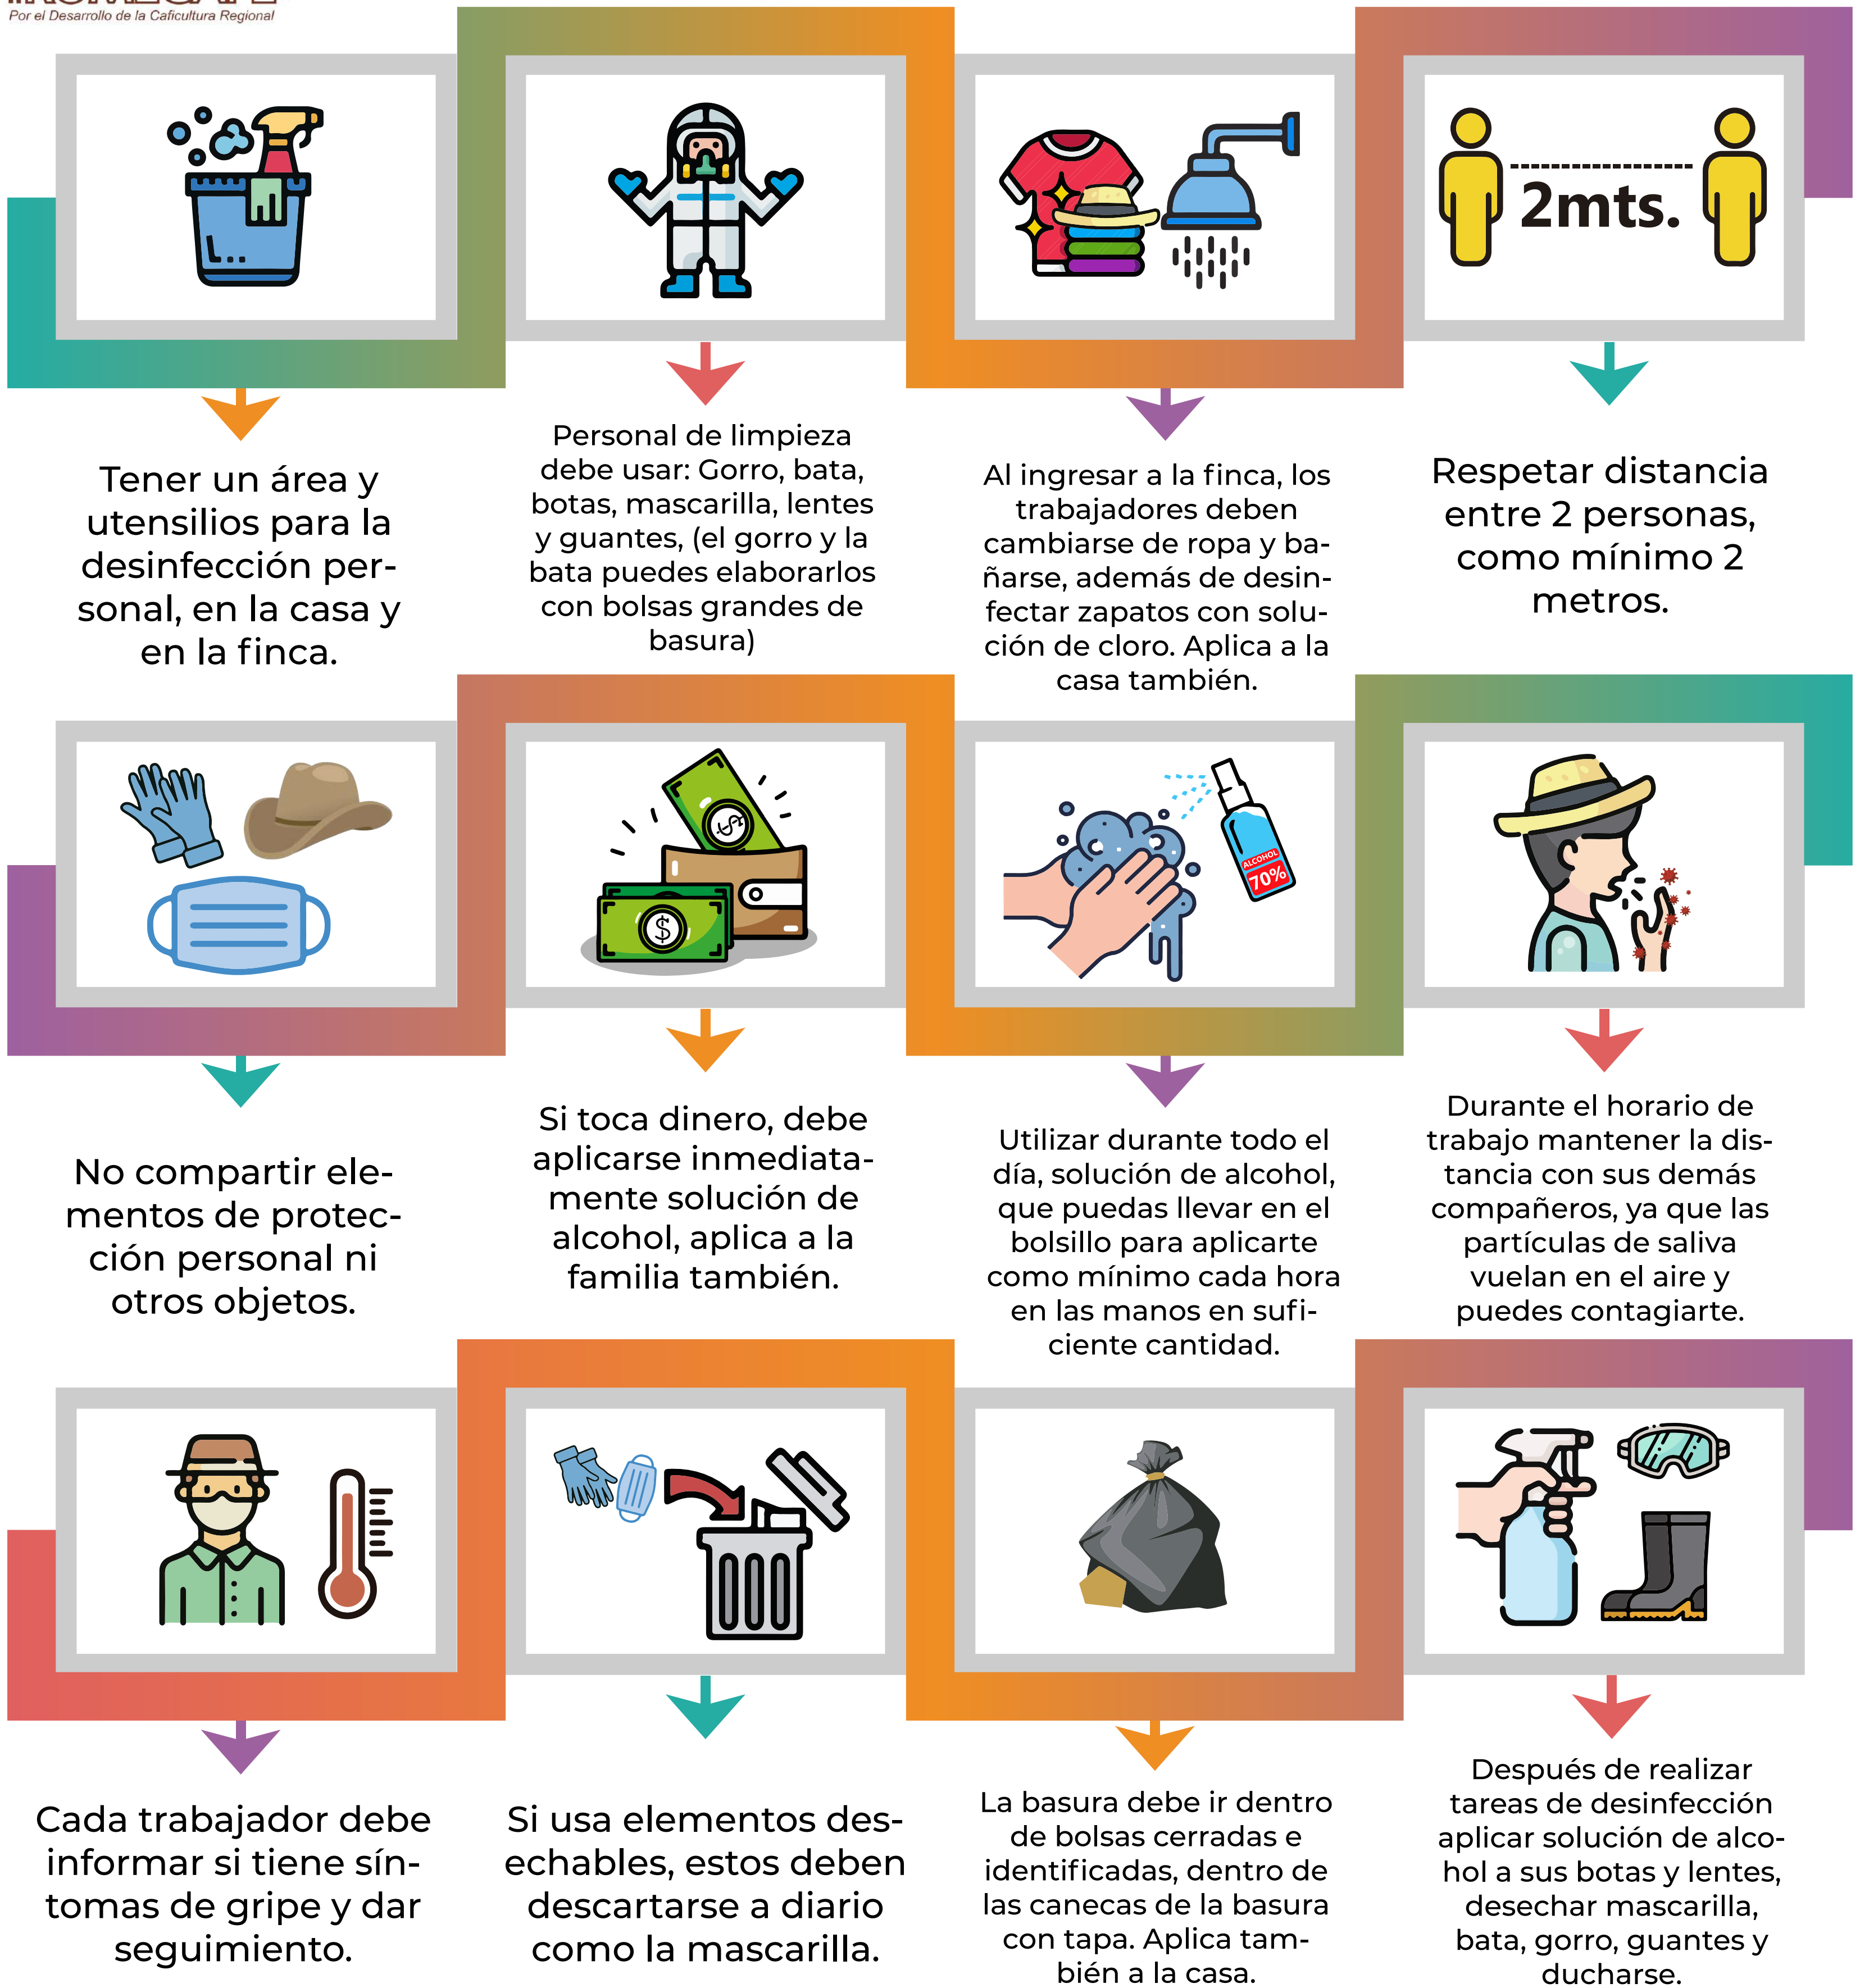 Por el Desarrollo de la Caficultura Regional
2mts.
Tener un área y
utensilios para la
desinfección per-
sonal, en la casa y
en la finca.
Personal de limpieza
debe usar: Gorro, bata,
botas, mascarilla, lentes
y guantes, (el gorro y la
bata puedes elaborarlos
con bolsas grandes de
basura)
Al ingresar a la finca, los
trabajadores deben
cambiarse de ropa y ba-
ñarse, además de desin-
fectar zapatos con solu-
ción de cloro. Aplica a la
casa también.
Respetar distancia
entre 2 personas,
como mínimo 2
metros.
$
$
ALCOHOL
70%
No compartir ele-
mentos de protec-
ción personal ni
otros objetos.
Si toca dinero, debe
aplicarse inmediata-
mente solución de
alcohol, aplica a la
familia también.
Utilizar durante todo el
día, solución de alcohol,
que puedas llevar en el
bolsillo para aplicarte
como mínimo cada hora
en las manos en sufi-
ciente cantidad.
Durante el horario de
trabajo mantener la dis-
tancia con sus demás
compañeros, ya que las
partículas de saliva
vuelan en el aire y
puedes contagiarte.
Cada trabajador debe
informar si tiene sín-
tomas de gripe y dar
seguimiento.
Si usa elementos des-
echables, estos deben
descartarse a diario
como la mascarilla.
La basura debe ir dentro
de bolsas cerradas e
identificadas, dentro de
las canecas de la basura
con tapa. Aplica tam-
bién a la casa.
Después de realizar
tareas de desinfección
aplicar solución de alco-
hol a sus botas y lentes,
desechar mascarilla,
bata, gorro, guantes y
ducharse.